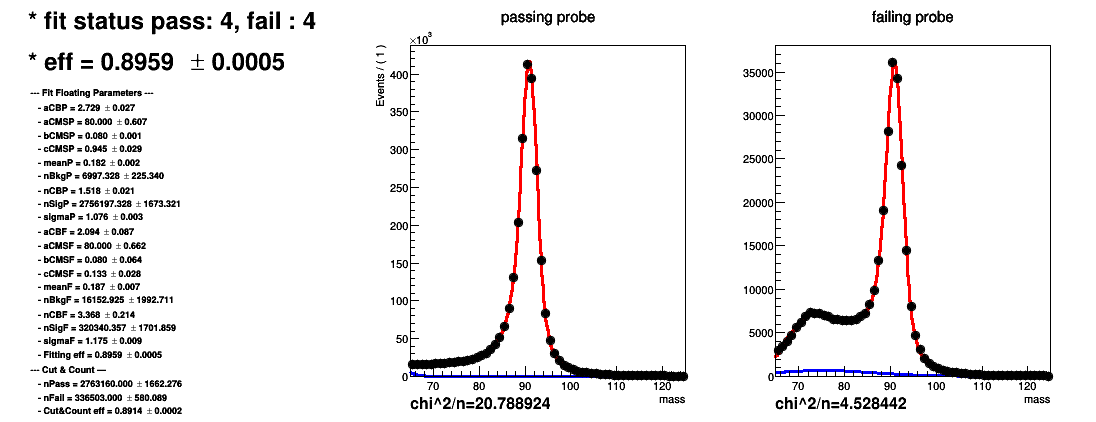 * fit status pass: 4, fail : 4
* eff = 0.8959 ± 0.0005
--- Fit Floating Parameters ---
- aCBP = 2.729 ± 0.027
- aCMSP = 80.000 ± 0.607
- bCMSP = 0.080 ± 0.001
- cCMSP = 0.945 ± 0.029
- meanP = 0.182 ± 0.002
- nBkgP = 6997.328 ± 225.340
- nCBP = 1.518 ± 0.021
- nSigP = 2756197.328 ± 1673.321
- sigmaP = 1.076 ± 0.003
- aCBF = 2.094 ± 0.087
- aCMSF = 80.000 ± 0.662
- bCMSF = 0.080 ± 0.064
- cCMSF = 0.133 ± 0.028
- meanF = 0.187 ± 0.007
- nBkgF = 16152.925 ± 1992.711
- nCBF = 3.368 ± 0.214
- nSigF = 320340.357 ± 1701.859
- sigmaF = 1.175 ± 0.009
- Fitting eff = 0.8959 ± 0.0005
--- Cut & Count ---
- nPass = 2763160.000 ± 1662.276
- nFail = 336503.000 ± 580.089
- Cut&Count eff = 0.8914 ± 0.0002
passing probe
×10³
Events / ( 1 )
400
350
300
250
200
150
100
50
0
70 80 90 100 110 120
mass
chi^2/n=20.788924
failing probe
35000
30000
25000
20000
15000
10000
5000
0
70 80 90 100 110 120
mass
chi^2/n=4.528442